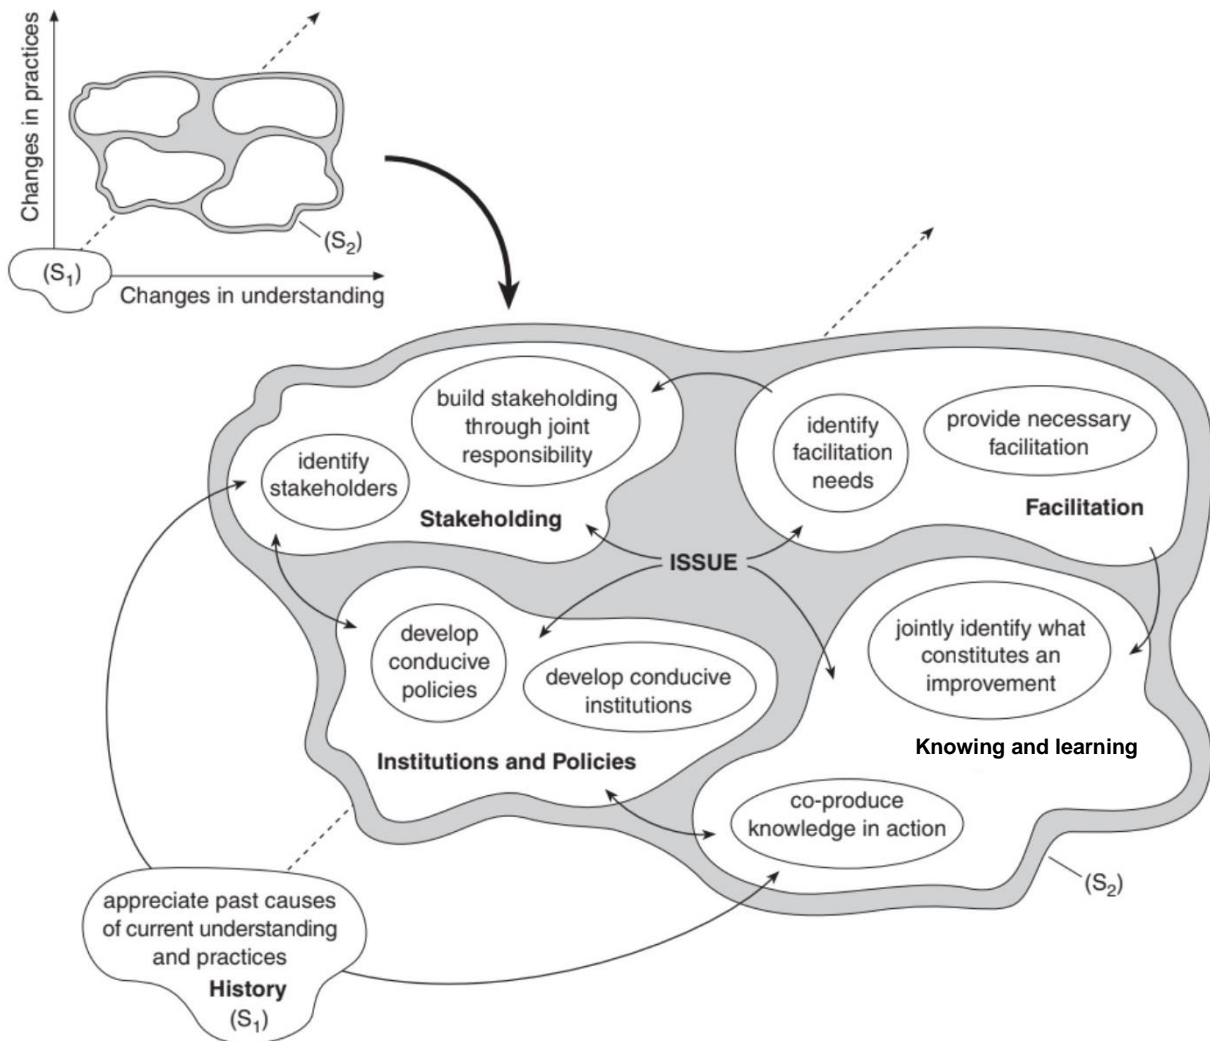 Changes in practices
(S2)
(S1)
Changes in understanding
build stakeholding
through joint
responsibility
identify
stakeholders
Stakeholding
identify
facilitation
needs
provide necessary
facilitation
Facilitation
ISSUE
develop
conducive
policies
develop conducive
institutions
Institutions and Policies
jointly identify what
constitutes an
improvement
Knowing and learning
co-produce
knowledge in action
(S2)
appreciate past causes
of current understanding
and practices
History
(S1)